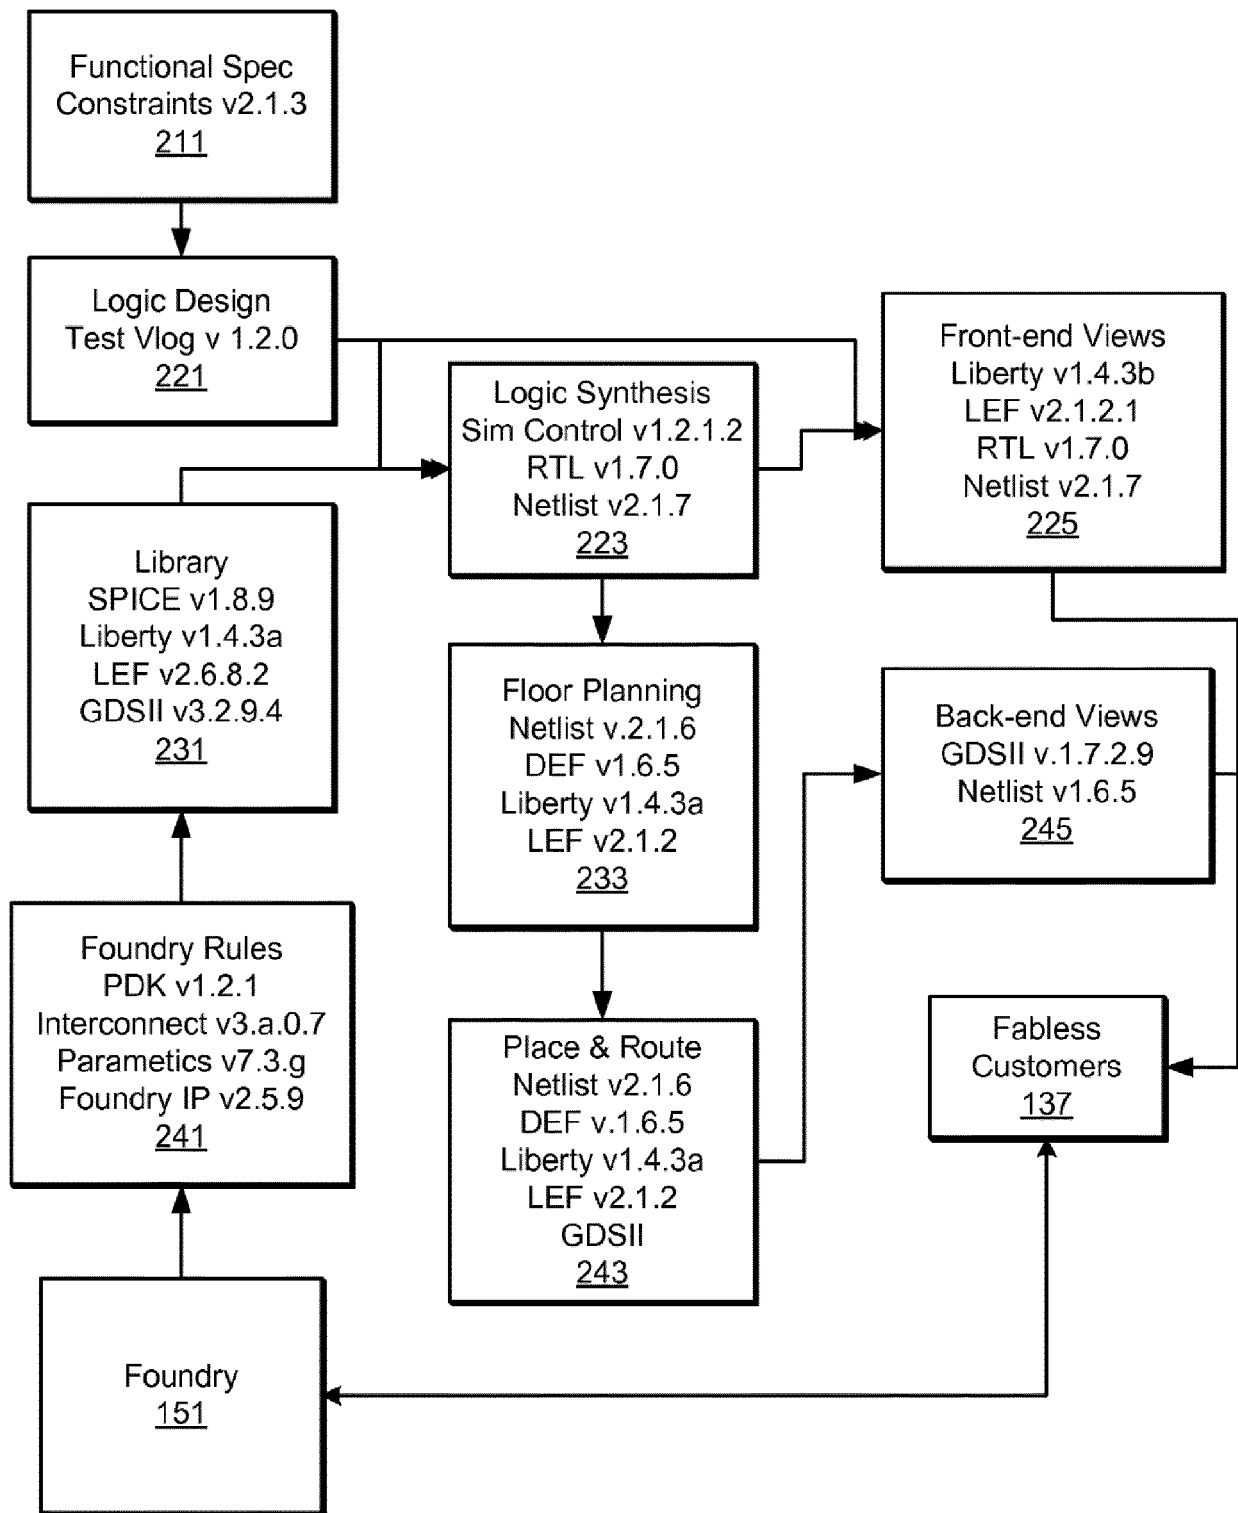 Functional Spec
Constraints v2.1.3
211
Logic Design
Test Vlog v 1.2.0
221
Logic Synthesis
Sim Control v1.2.1.2
RTL v1.7.0
Netlist v2.1.7
223
Front-end Views
Liberty v1.4.3b
LEF v2.1.2.1
RTL v1.7.0
Netlist v2.1.7
225
Library
SPICE v1.8.9
Liberty v1.4.3a
LEF v2.6.8.2
GDSII v3.2.9.4
231
Floor Planning
Netlist v.2.1.6
DEF v1.6.5
Liberty v1.4.3a
LEF v2.1.2
233
Back-end Views
GDSII v.1.7.2.9
Netlist v1.6.5
245
Foundry Rules
PDK v1.2.1
Interconnect v3.a.0.7
Parametics v7.3.g
Foundry IP v2.5.9
241
Place & Route
Netlist v2.1.6
DEF v.1.6.5
Liberty v1.4.3a
LEF v2.1.2
GDSII
243
Fabless
Customers
137
Foundry
151